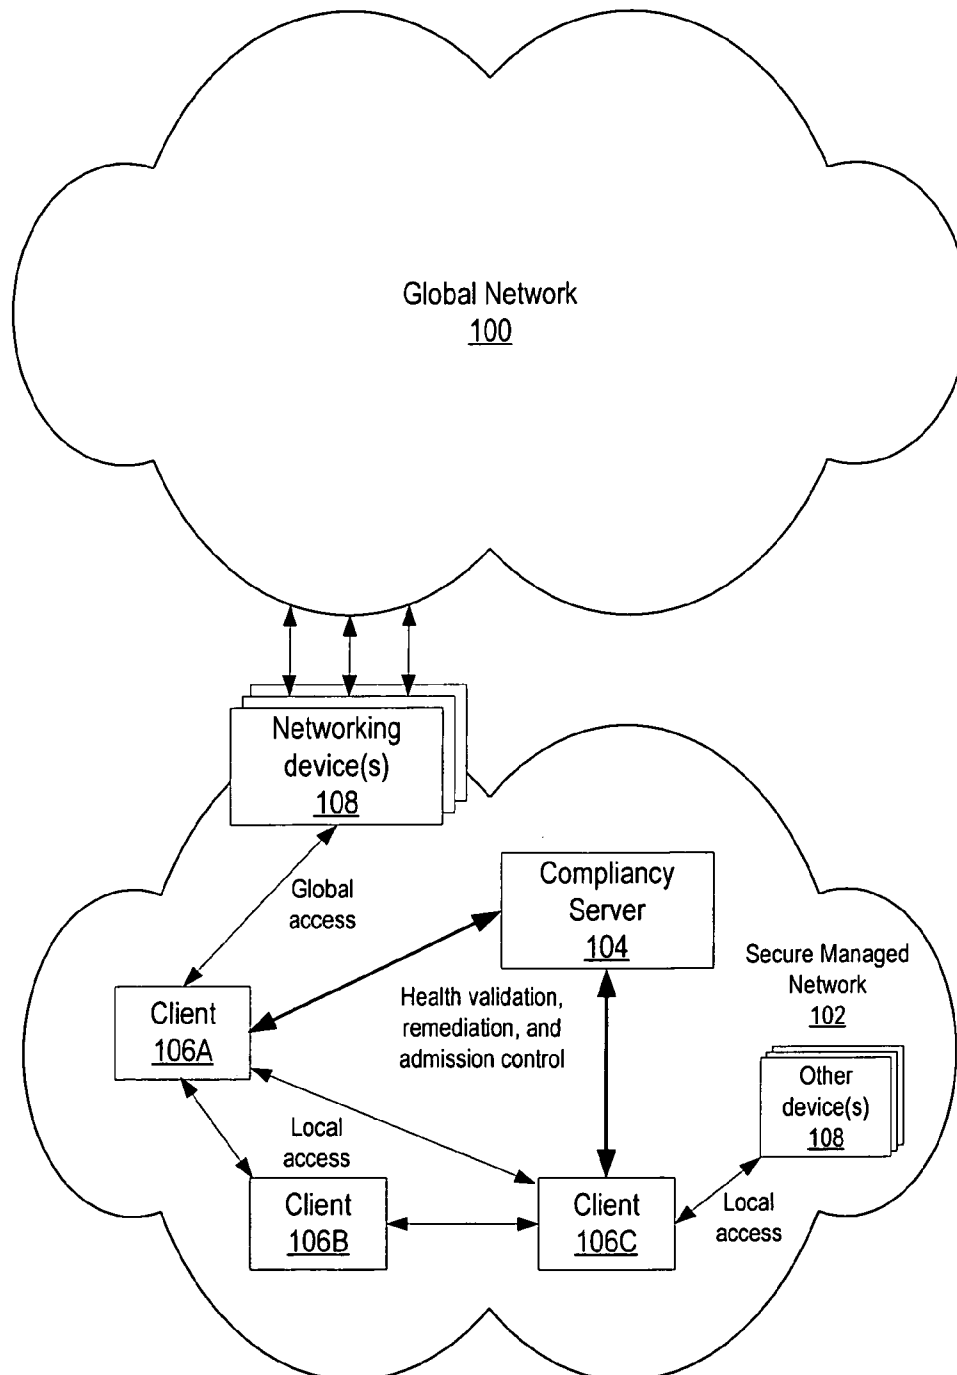 Global Network
100
Networking
device(s)
108
Global
access
Compliancy
Server
104
Secure Managed
Network
102
Client
106A
Health validation,
remediation, and
admission control
Other
device(s)
108
Local
access
Client
106B
Client
106C
Local
access